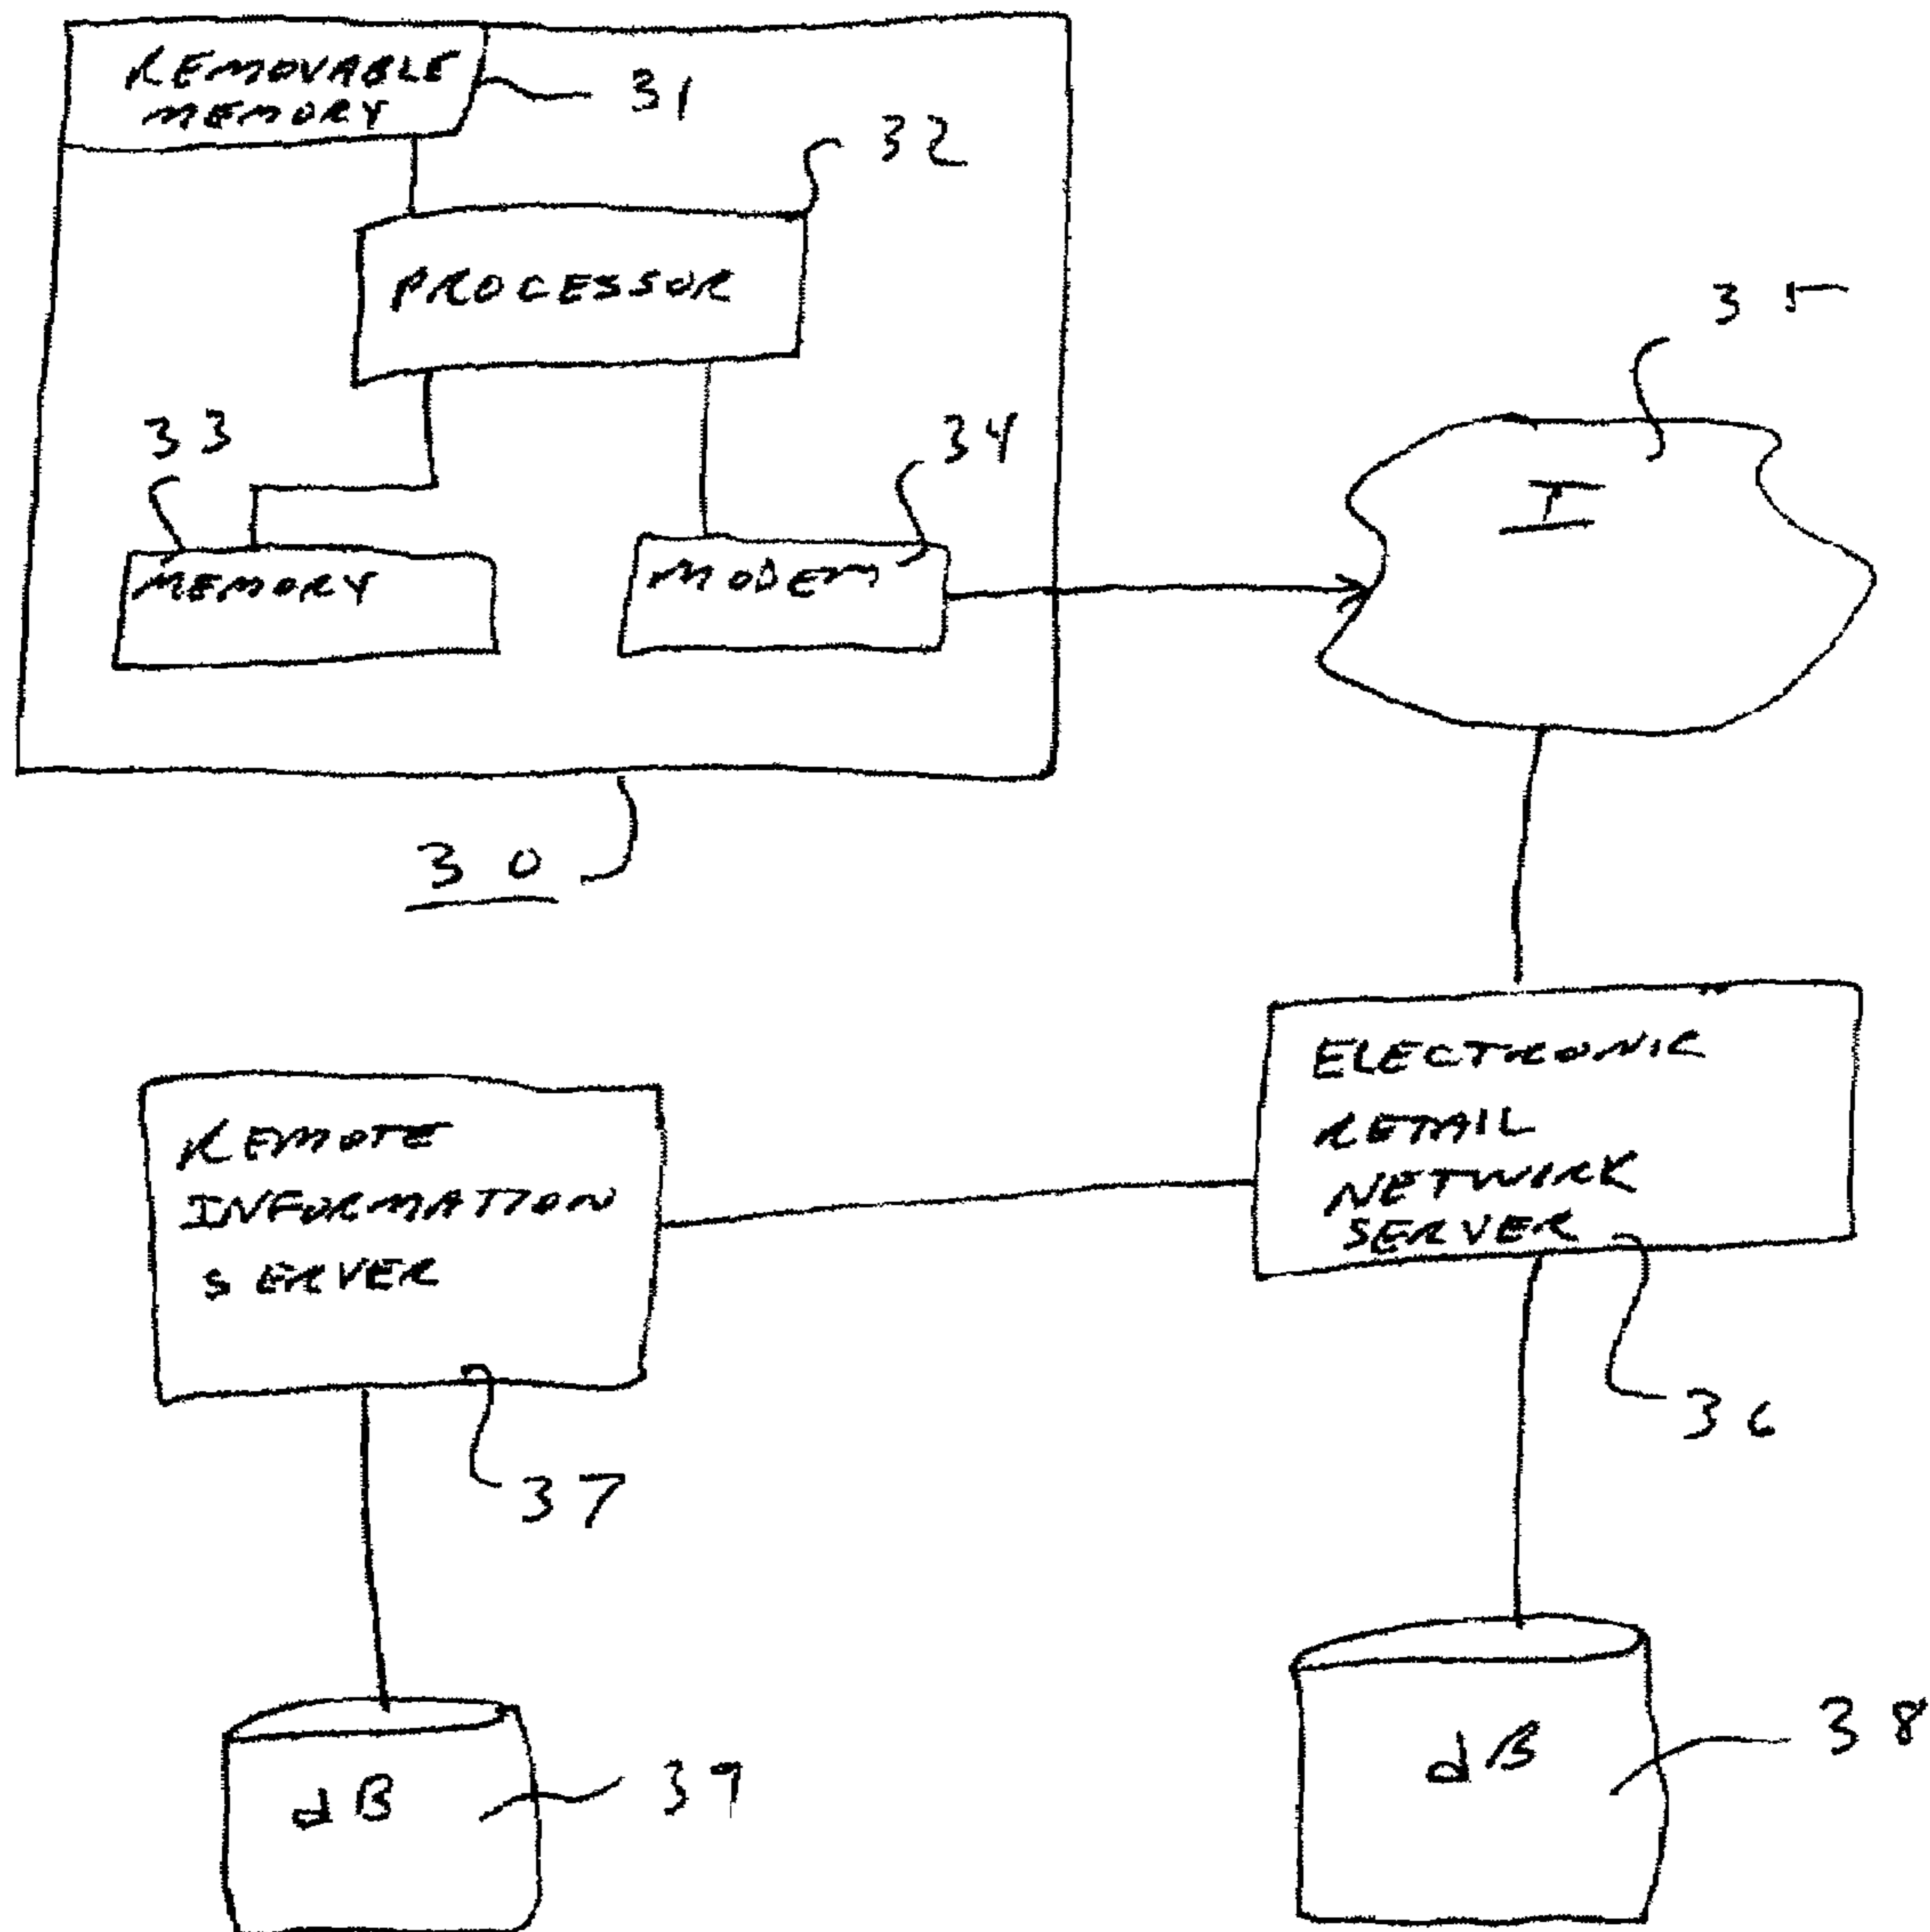 REMOVABLE
MEMORY
31
32
PROCESSOR
33
34
MEMORY
MODEM
35
I
30
ELECTRONIC
RETAIL
NETWORK
SERVER
36
REMOTE
INFORMATION
SERVER
37
dB
38
dB
39